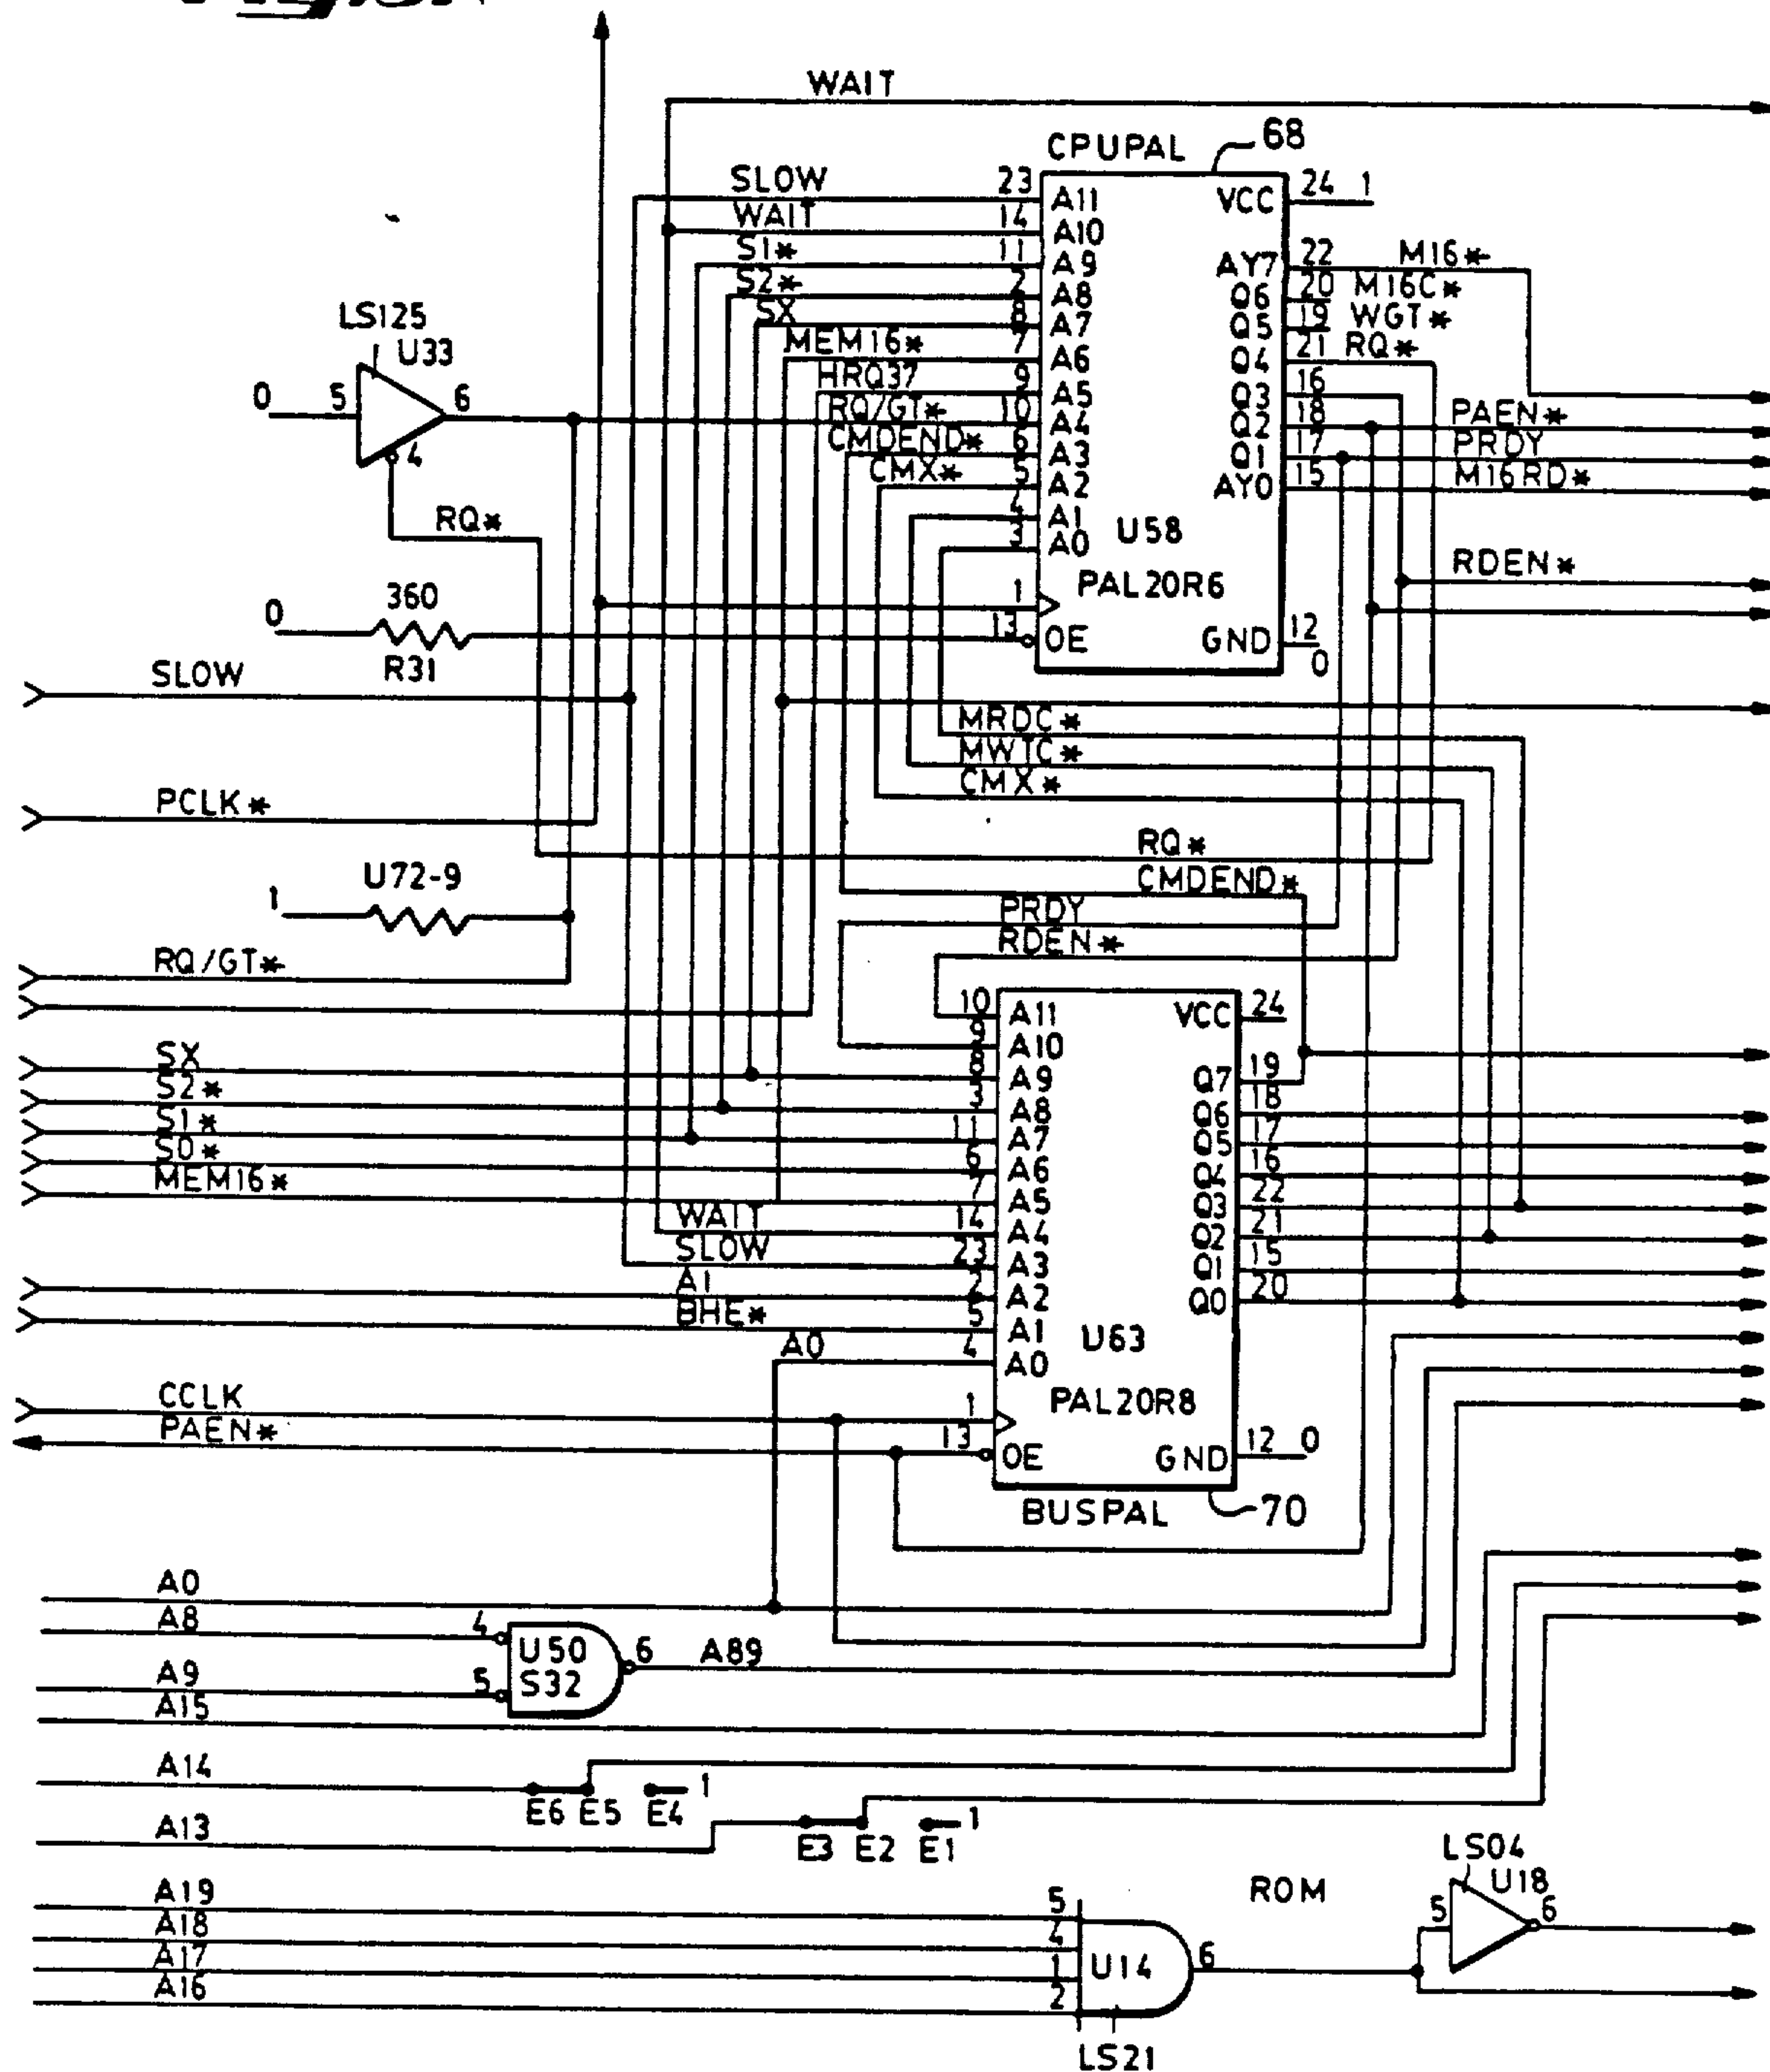 WAIT
CPUPAL
68
SLOW 23 A11 VCC 24 1
WAIT 14 A10
S1* 11 A9 AY7 22 M16*
S2* 2 A8 Q6 20 M16C*
SX 8 A7 Q5 19 WGT*
MEM16* 7 A6 Q4 21 RQ*
HRQ37 9 A5 Q3 16
RQ/GT* 10 A4 Q2 18 PAEN*
CMDEND* 6 A3 Q1 17 PRDY
CMX* 5 A2 AY0 15 M16RD*
4 A1
3 A0
U58
PAL20R6
1
13 OE GND 12
0
LS125
U33
0 5 6
4
RQ*
RDEN*
0 360
R31
SLOW
MRDC*
MWTC*
CMX*
PCLK*
RQ*
U72-9
1
CMDEND*
PRDY
RDEN*
RQ/GT*
10 A11 VCC 24
9 A10
SX 8 A9 Q7 19
S2* 3 A8 Q6 18
S1* 11 A7 Q5 17
S0* 6 A6 Q4 16
MEM16* 7 A5 Q3 22
WAIT 14 A4 Q2 21
SLOW 23 A3 Q1 15
A1 2 A2 Q0 20
BHE* 5 A1
A0 4 A0
U63
PAL20R8
CCLK 1
PAEN* 13 OE GND 12 0
BUSPAL
70
A0
A8 4
U50
S32
6 A89
A9 5
A15
A14
E6 E5 E4 1
A13
E3 E2 E1 1
LS04
U18
ROM
5 6
A19 5
A18 4
A17 1
A16 2
U14
6
LS21